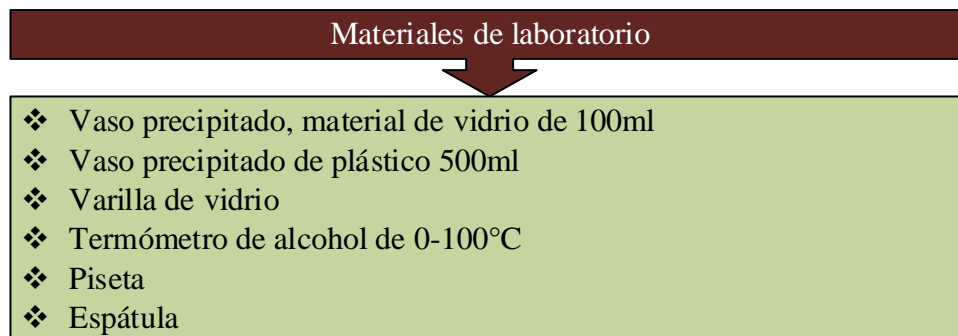 Materiales de laboratorio
❖ Vaso precipitado, material de vidrio de 100ml
❖ Vaso precipitado de plástico 500ml
❖ Varilla de vidrio
❖ Termómetro de alcohol de 0-100°C
❖ Piseta
❖ Espátula